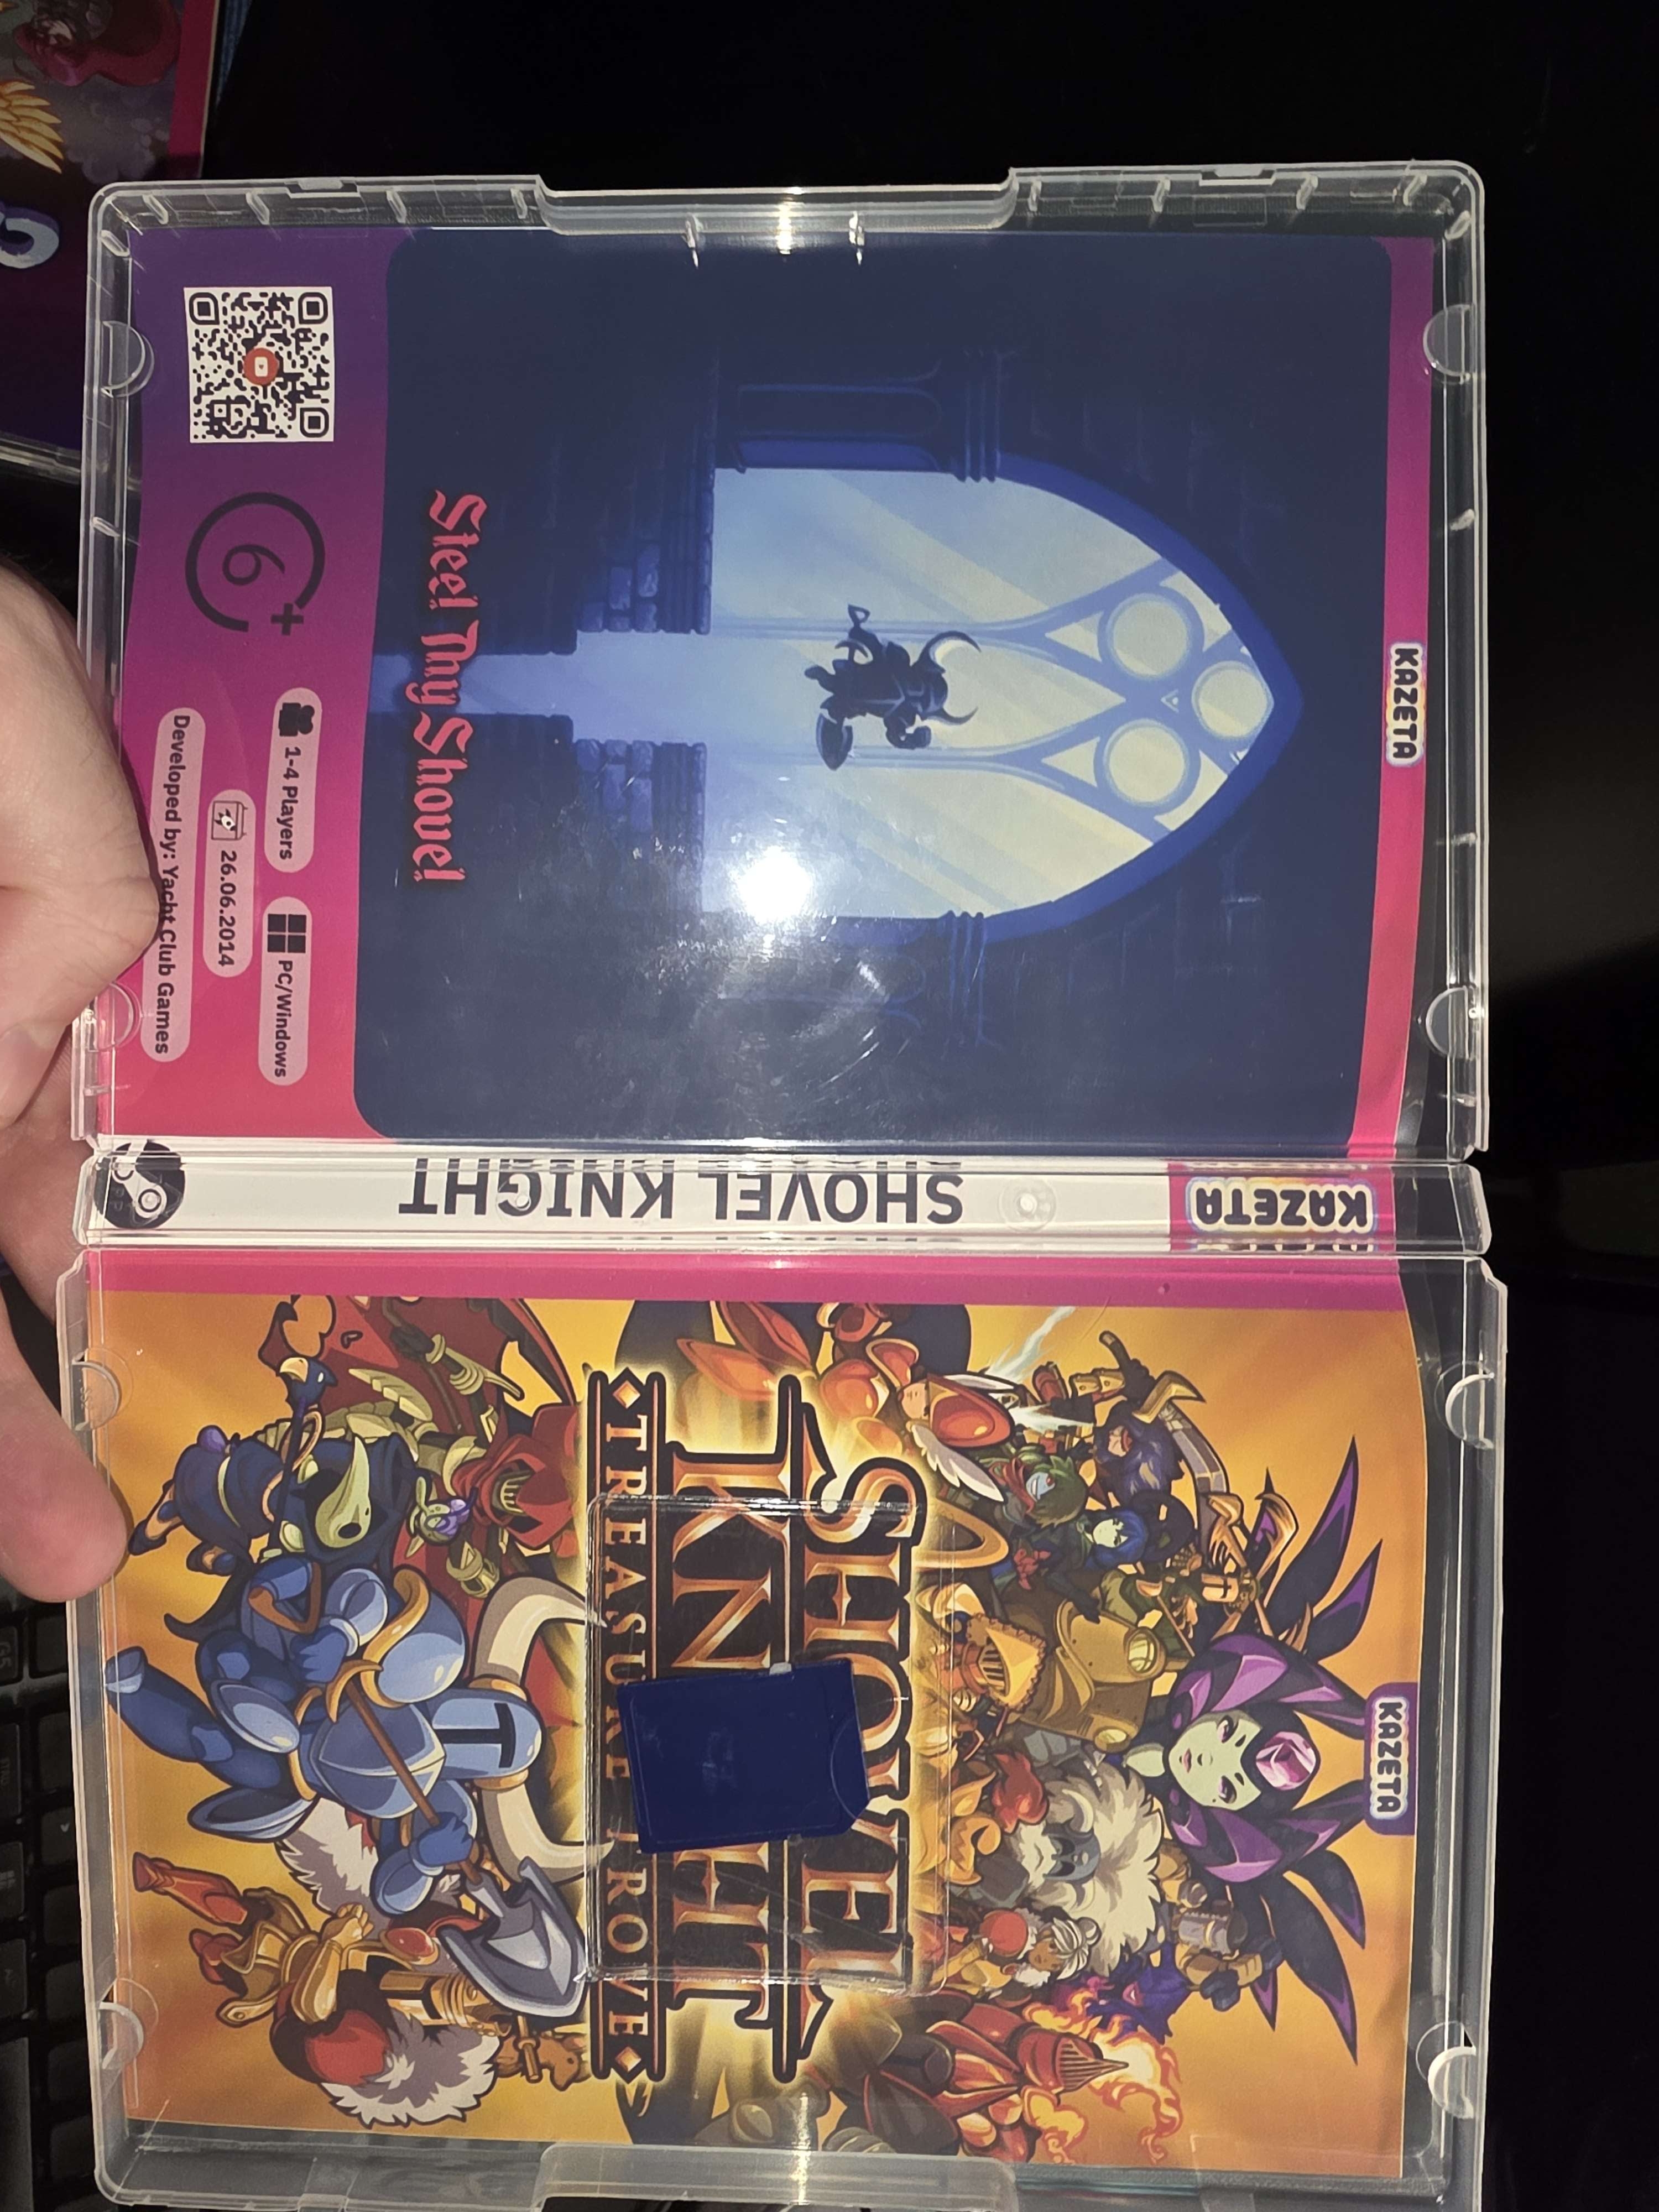 KAZETA
Steel Thy Shovel
6+
1-4 Players
PC/Windows
26.06.2014
Developed by: Yacht Club Games
KAZETA
SHOVEL KNIGHT
KAZETA
SHOVEL
KNIGHT
TREASURE TROVE